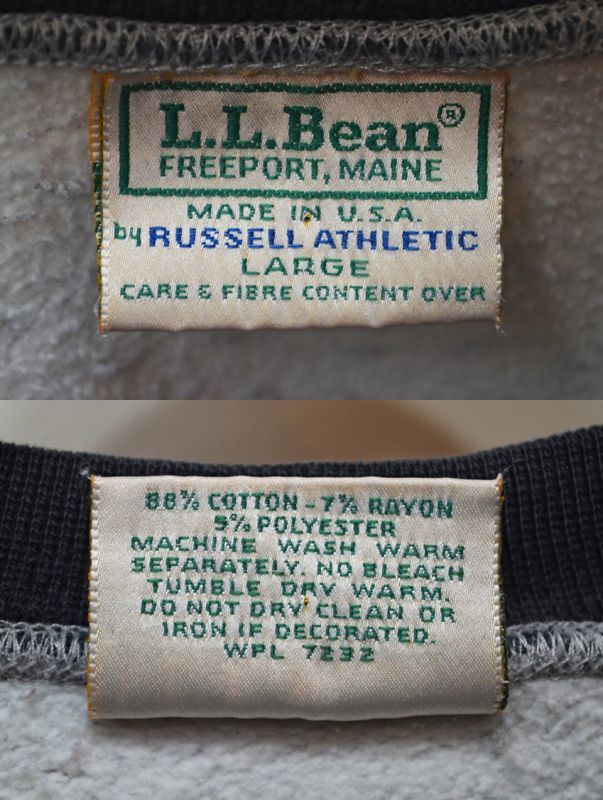 L.L.Bean®
FREEPORT, MAINE
MADE IN U.S.A.
by RUSSELL ATHLETIC
LARGE
CARE & FIBRE CONTENT OVER
88% COTTON - 7% RAYON
5% POLYESTER
MACHINE WASH WARM
SEPARATELY. NO BLEACH
TUMBLE DRY WARM.
DO NOT DRY CLEAN OR
IRON IF DECORATED.
WPL 7232